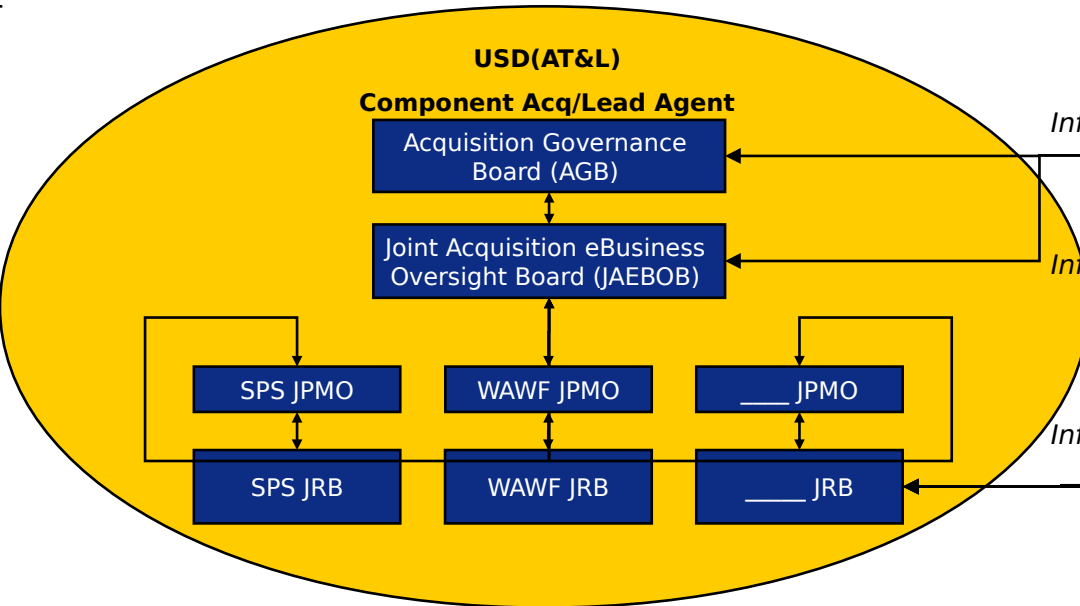 USD(AT&L)
Component Acq/Lead Agent
Acquisition Governance
Board (AGB)
Joint Acquisition eBusiness
Oversight Board (JAEBOB)
SPS JPMO
WAWF JPMO
____ JPMO
SPS JRB
WAWF JRB
_____ JRB